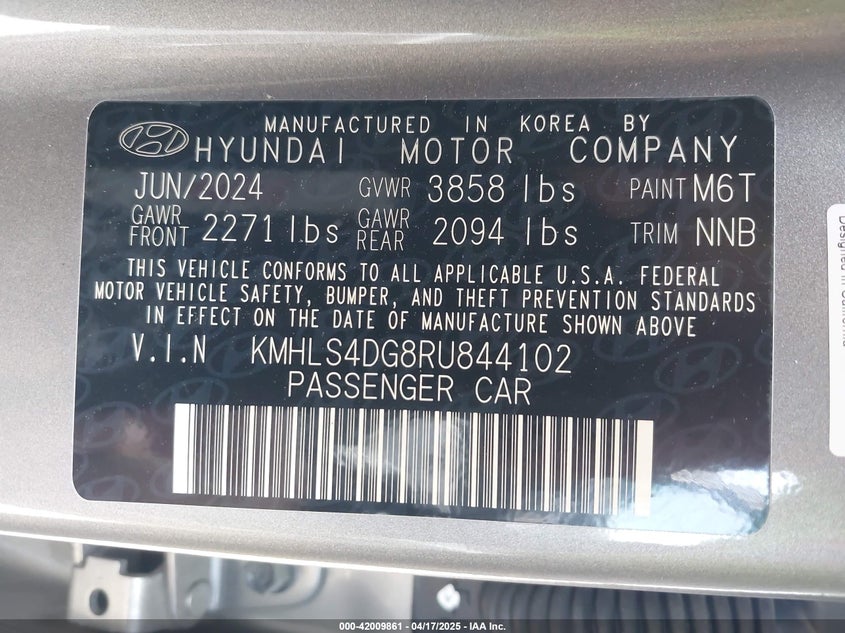 MANUFACTURED IN KOREA BY
HYUNDAI MOTOR COMPANY
JUN/2024 GVWR 3858 lbs PAINT M6T
GAWR FRONT 2271 lbs GAWR REAR 2094 lbs TRIM NNB
THIS VEHICLE CONFORMS TO ALL APPLICABLE U.S.A. FEDERAL
MOTOR VEHICLE SAFETY, BUMPER, AND THEFT PREVENTION STANDARDS
IN EFFECT ON THE DATE OF MANUFACTURE SHOWN ABOVE
V.I.N KMHLS4DG8RU844102
PASSENGER CAR
Designed in California
000-42009861 - 04/17/2025 - IAA Inc.